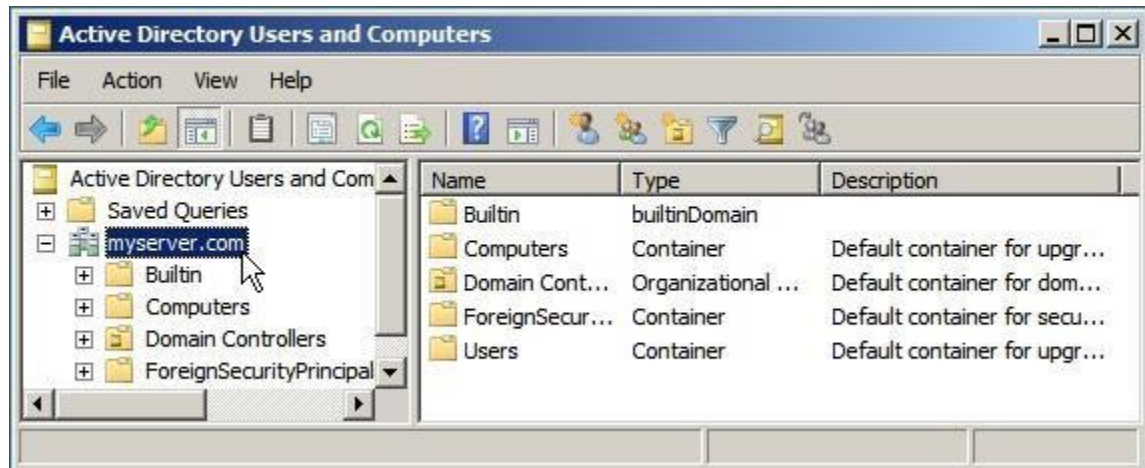 Active Directory Users and Computers
File Action View Help
Active Directory Users and Com
Saved Queries
myserver.com
Builtin
Computers
Domain Controllers
ForeignSecurityPrincipal
Name Type Description
Builtin builtinDomain
Computers Container Default container for upgr...
Domain Cont... Organizational ... Default container for dom...
ForeignSecur... Container Default container for secu...
Users Container Default container for upgr...